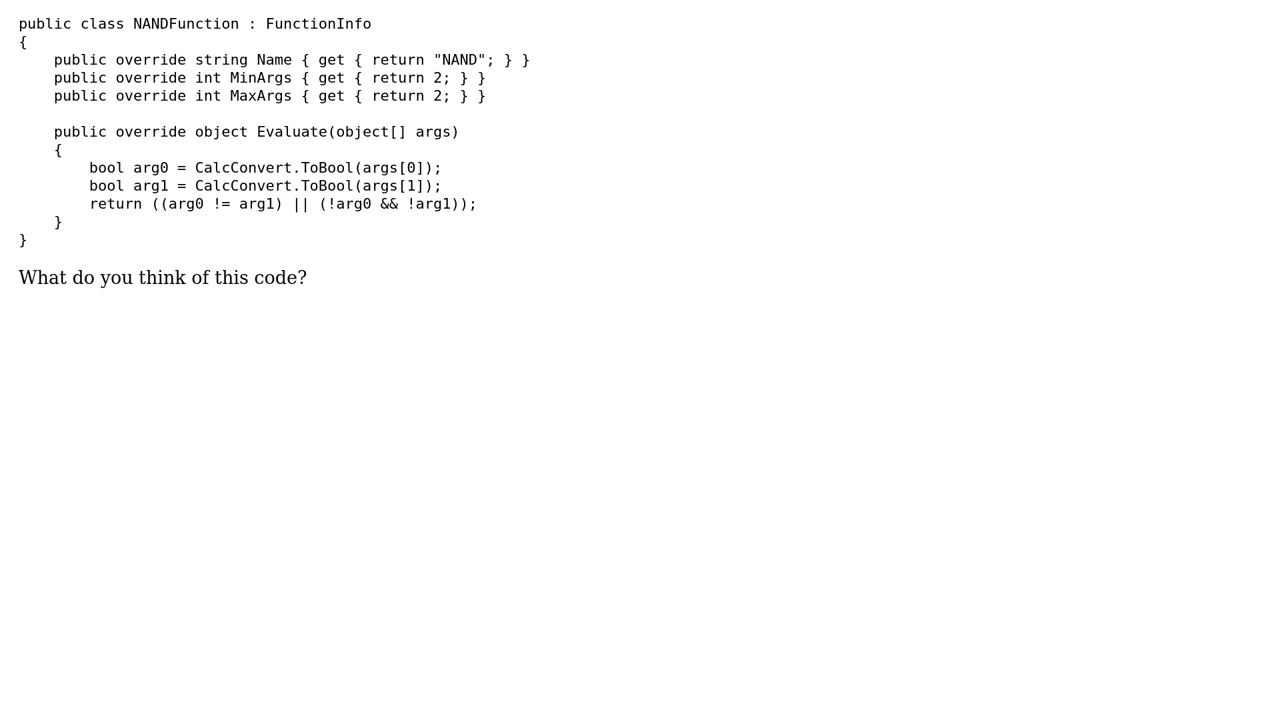 public class NANDFunction : FunctionInfo
{
    public override string Name { get { return "NAND"; } }
    public override int MinArgs { get { return 2; } }
    public override int MaxArgs { get { return 2; } }

    public override object Evaluate(object[] args)
    {
        bool arg0 = CalcConvert.ToBool(args[0]);
        bool arg1 = CalcConvert.ToBool(args[1]);
        return ((arg0 != arg1) || (!arg0 && !arg1));
    }
}
What do you think of this code?